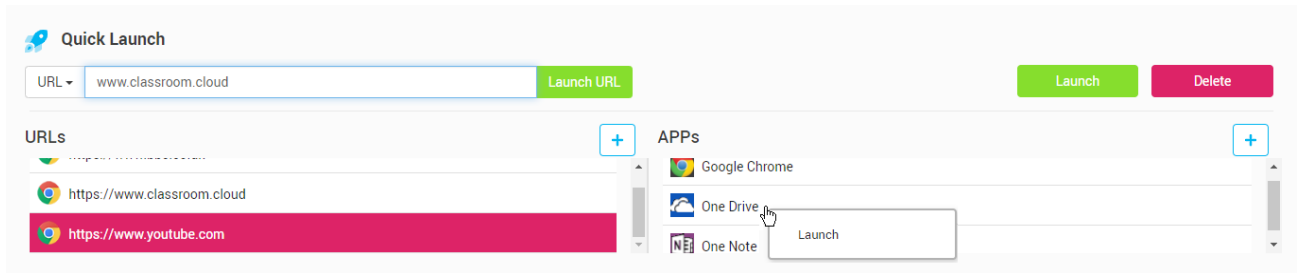 Quick Launch
URL www.classroom.cloud Launch URL Launch Delete
URLs + APPs +
Google Chrome
https://www.classroom.cloud One Drive
https://www.youtube.com Launch
One Note